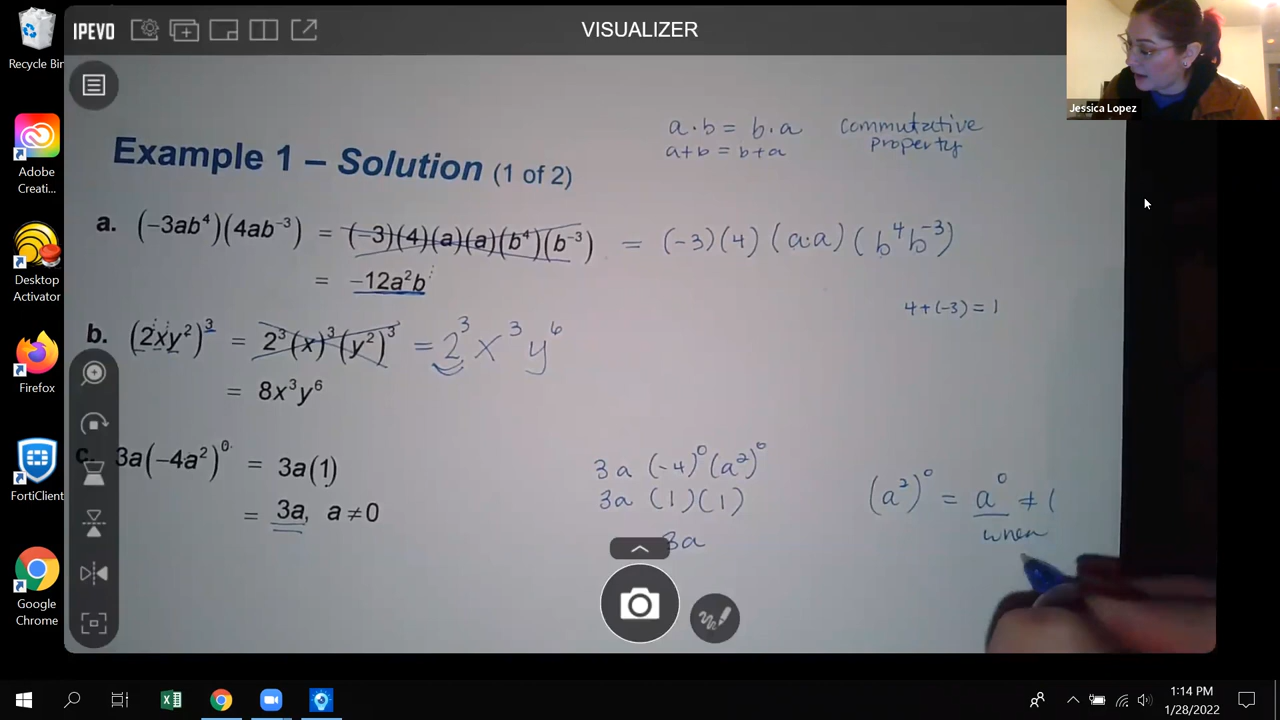 Recycle Bin
Adobe
Creati...
Desktop
Activator
Firefox
FortiClient
Google
Chrome
IPEVO
VISUALIZER
Jessica Lopez
a·b = b·a commutative
a+b = b+a property
Example 1 – Solution (1 of 2)
a. (−3ab⁴)(4ab⁻³) = (−3)(4)(a)(a)(b⁴)(b⁻³) = (−3)(4)(a·a)(b⁴b⁻³)
= −12a²b
4+(−3)=1
b. (2xy²)³ = 2³(x)³(y²)³ = 2³x³y⁶
= 8x³y⁶
c. 3a(−4a²)⁰ = 3a(1)
= 3a, a ≠ 0
3a (−4)⁰(a²)⁰
3a (1)(1)
3a
(a²)⁰ = a⁰ ≠ 1
when
1:14 PM
1/28/2022